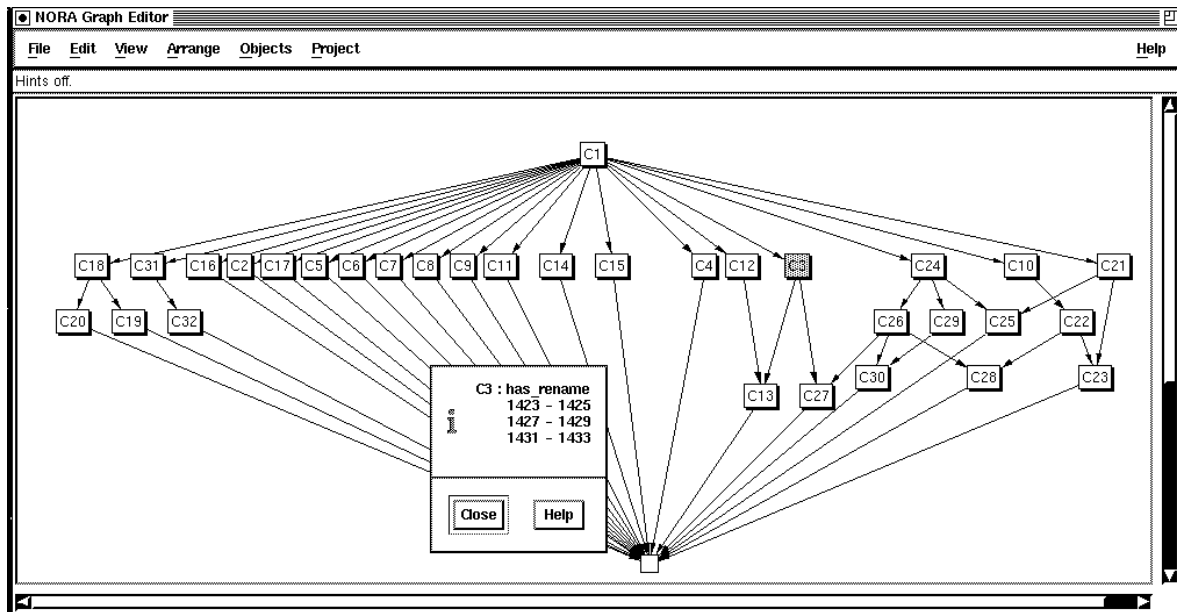 NORA Graph Editor
File Edit View Arrange Objects Project Help
Hints off.
C1
C18 C31 C16 C2 C17 C5 C6 C7 C8 C9 C11 C14 C15 C4 C12 C3 C24 C10 C21
C20 C19 C32 C26 C29 C25 C22
C30 C28 C23
C13 C27
C3 : has_rename
1423 - 1425
1427 - 1429
1431 - 1433
i
Close Help